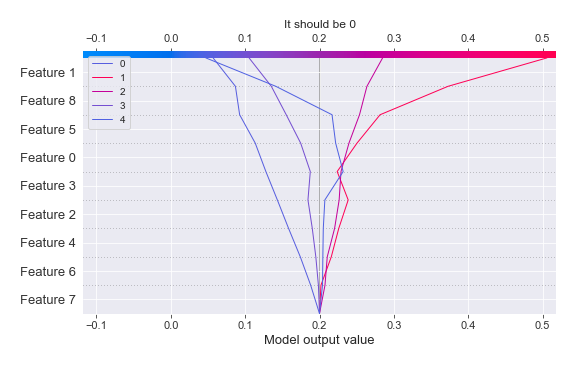 It should be 0
−0.1 0.0 0.1 0.2 0.3 0.4 0.5
0
1
2
3
4
Feature 1
Feature 8
Feature 5
Feature 0
Feature 3
Feature 2
Feature 4
Feature 6
Feature 7
−0.1 0.0 0.1 0.2 0.3 0.4 0.5
Model output value